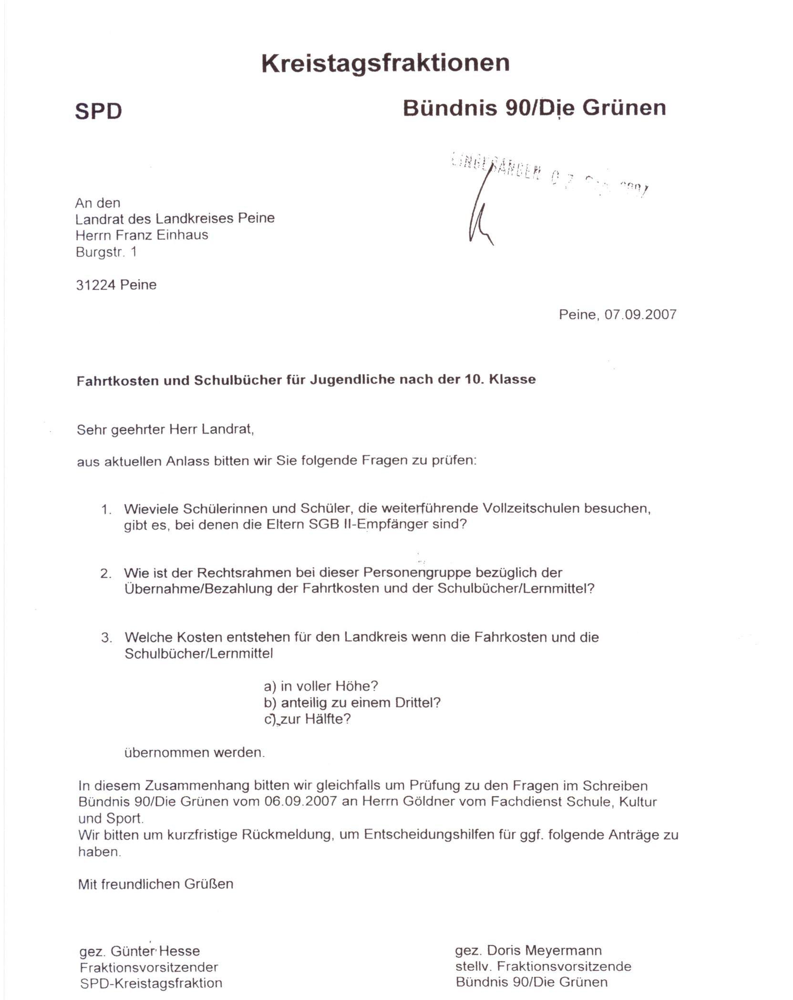 Kreistagsfraktionen
SPD
Bündnis 90/Die Grünen
EINGEGANGEN 07. Sep. 2007
An den
Landrat des Landkreises Peine
Herrn Franz Einhaus
Burgstr. 1
31224 Peine
Peine, 07.09.2007
Fahrtkosten und Schulbücher für Jugendliche nach der 10. Klasse
Sehr geehrter Herr Landrat,
aus aktuellen Anlass bitten wir Sie folgende Fragen zu prüfen:
1. Wieviele Schülerinnen und Schüler, die weiterführende Vollzeitschulen besuchen,
gibt es, bei denen die Eltern SGB II-Empfänger sind?
2. Wie ist der Rechtsrahmen bei dieser Personengruppe bezüglich der
Übernahme/Bezahlung der Fahrtkosten und der Schulbücher/Lernmittel?
3. Welche Kosten entstehen für den Landkreis wenn die Fahrkosten und die
Schulbücher/Lernmittel
a) in voller Höhe?
b) anteilig zu einem Drittel?
c) zur Hälfte?
übernommen werden.
In diesem Zusammenhang bitten wir gleichfalls um Prüfung zu den Fragen im Schreiben
Bündnis 90/Die Grünen vom 06.09.2007 an Herrn Göldner vom Fachdienst Schule, Kultur
und Sport.
Wir bitten um kurzfristige Rückmeldung, um Entscheidungshilfen für ggf. folgende Anträge zu
haben.
Mit freundlichen Grüßen
gez. Günter Hesse
Fraktionsvorsitzender
SPD-Kreistagsfraktion
gez. Doris Meyermann
stellv. Fraktionsvorsitzende
Bündnis 90/Die Grünen